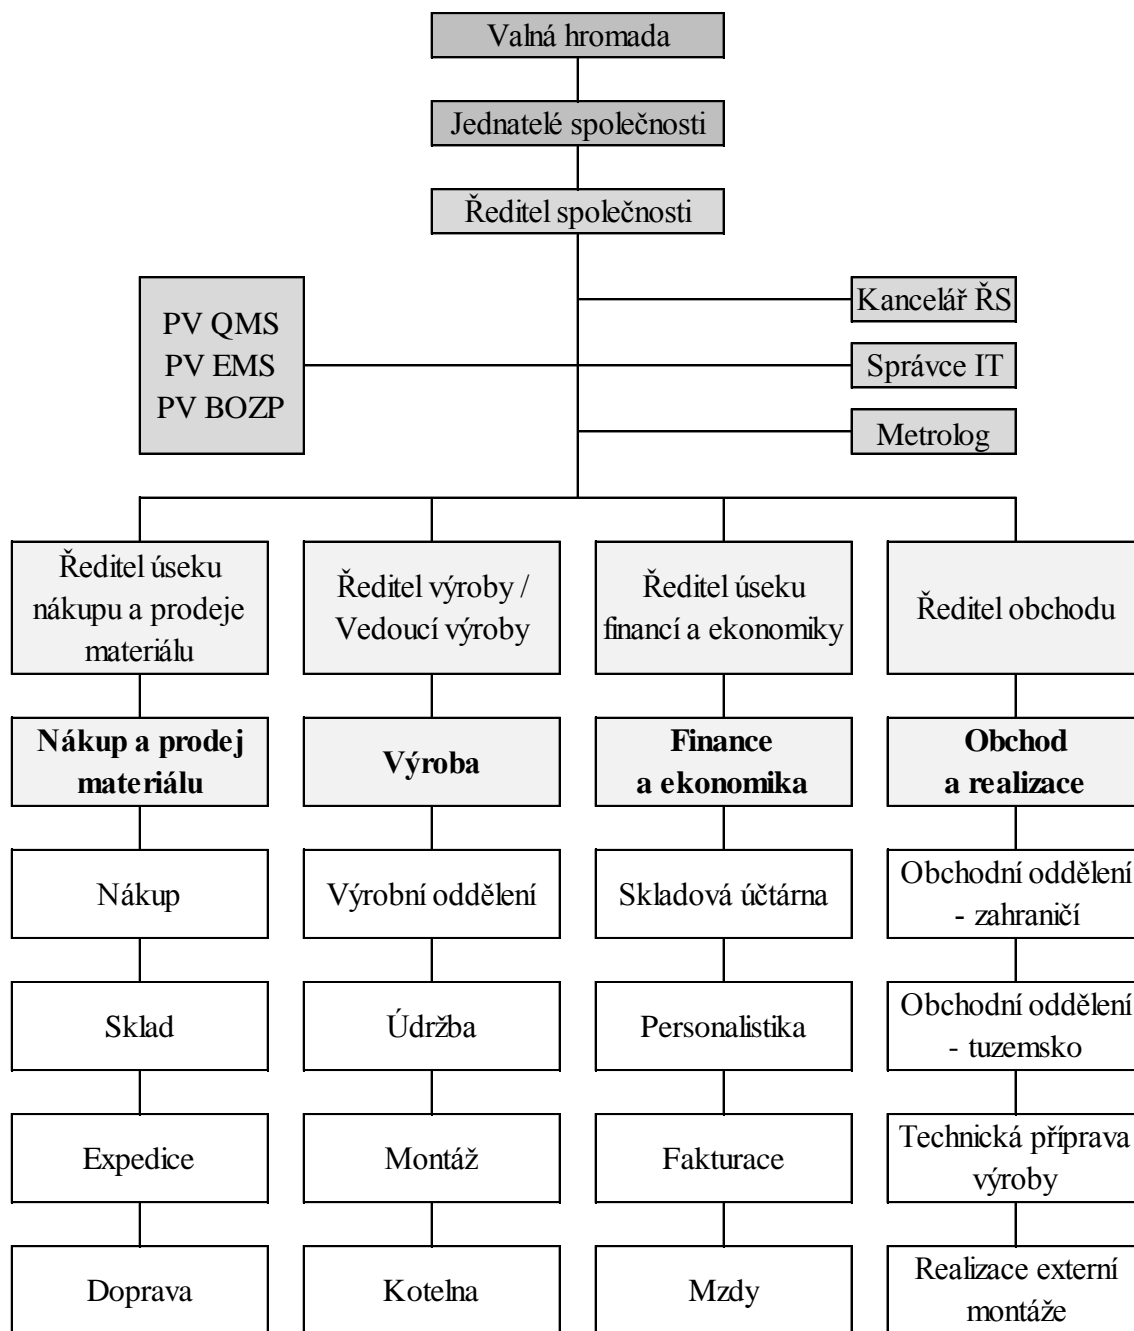 Valná hromada
Jednatelé společnosti
Ředitel společnosti
PV QMS
PV EMS
PV BOZP
Kancelář ŘS
Správce IT
Metrolog
Ředitel úseku
nákupu a prodeje
materiálu
Ředitel výroby /
Vedoucí výroby
Ředitel úseku
financí a ekonomiky
Ředitel obchodu
Nákup a prodej
materiálu
Výroba
Finance
a ekonomika
Obchod
a realizace
Nákup
Výrobní oddělení
Skladová účtárna
Obchodní oddělení
- zahraničí
Sklad
Údržba
Personalistika
Obchodní oddělení
- tuzemsko
Expedice
Montáž
Fakturace
Technická příprava
výroby
Doprava
Kotelna
Mzdy
Realizace externí
montáže